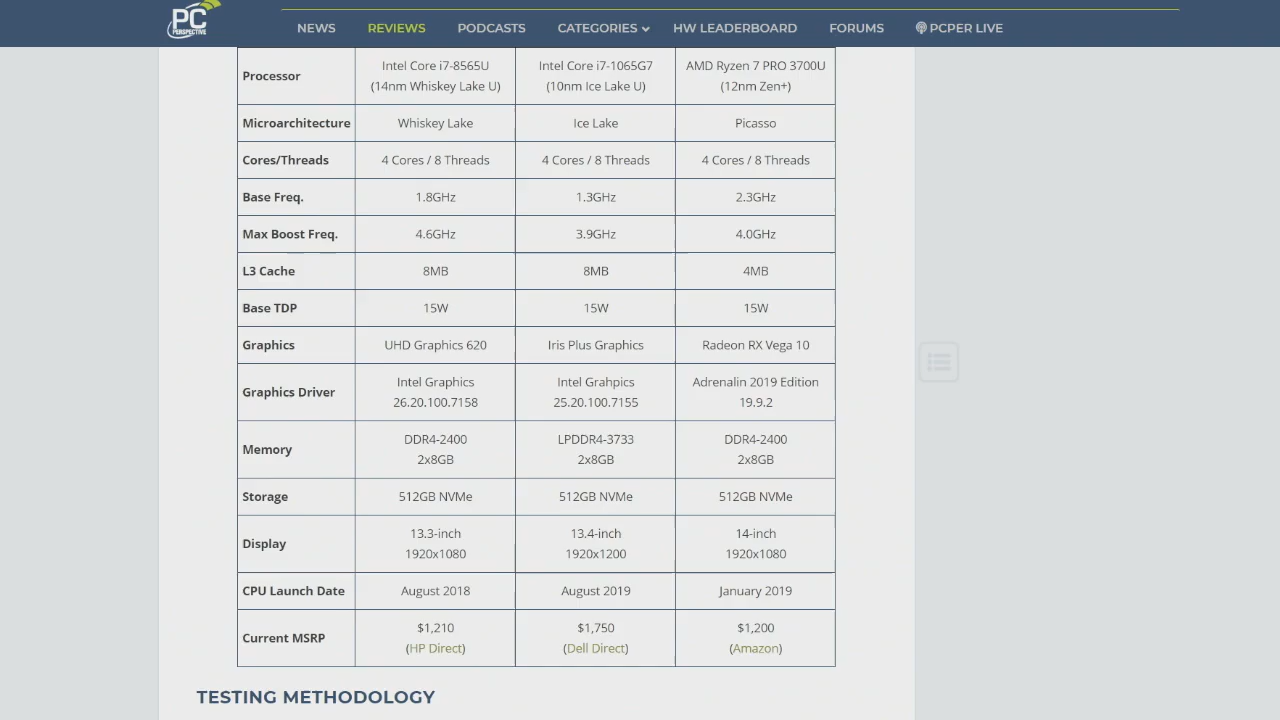 PC
PERSPECTIVE
NEWS REVIEWS PODCASTS CATEGORIES HW LEADERBOARD FORUMS PCPER LIVE
Processor
Intel Core i7-8565U
(14nm Whiskey Lake U)
Intel Core i7-1065G7
(10nm Ice Lake U)
AMD Ryzen 7 PRO 3700U
(12nm Zen+)
Microarchitecture Whiskey Lake Ice Lake Picasso
Cores/Threads 4 Cores / 8 Threads 4 Cores / 8 Threads 4 Cores / 8 Threads
Base Freq. 1.8GHz 1.3GHz 2.3GHz
Max Boost Freq. 4.6GHz 3.9GHz 4.0GHz
L3 Cache 8MB 8MB 4MB
Base TDP 15W 15W 15W
Graphics UHD Graphics 620 Iris Plus Graphics Radeon RX Vega 10
Graphics Driver
Intel Graphics
26.20.100.7158
Intel Grahpics
25.20.100.7155
Adrenalin 2019 Edition
19.9.2
Memory
DDR4-2400
2x8GB
LPDDR4-3733
2x8GB
DDR4-2400
2x8GB
Storage 512GB NVMe 512GB NVMe 512GB NVMe
Display
13.3-inch
1920x1080
13.4-inch
1920x1200
14-inch
1920x1080
CPU Launch Date August 2018 August 2019 January 2019
Current MSRP
$1,210
(HP Direct)
$1,750
(Dell Direct)
$1,200
(Amazon)
TESTING METHODOLOGY